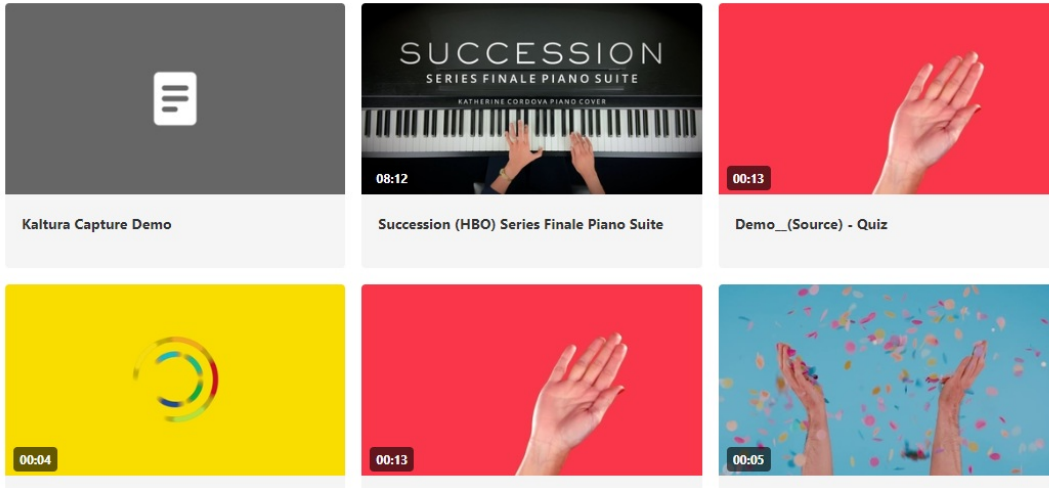 SUCCESSION
SERIES FINALE PIANO SUITE
KATHERINE CORDOVA PIANO COVER
08:12
00:13
Kaltura Capture Demo
Succession (HBO) Series Finale Piano Suite
Demo__(Source) - Quiz
00:04
00:13
00:05